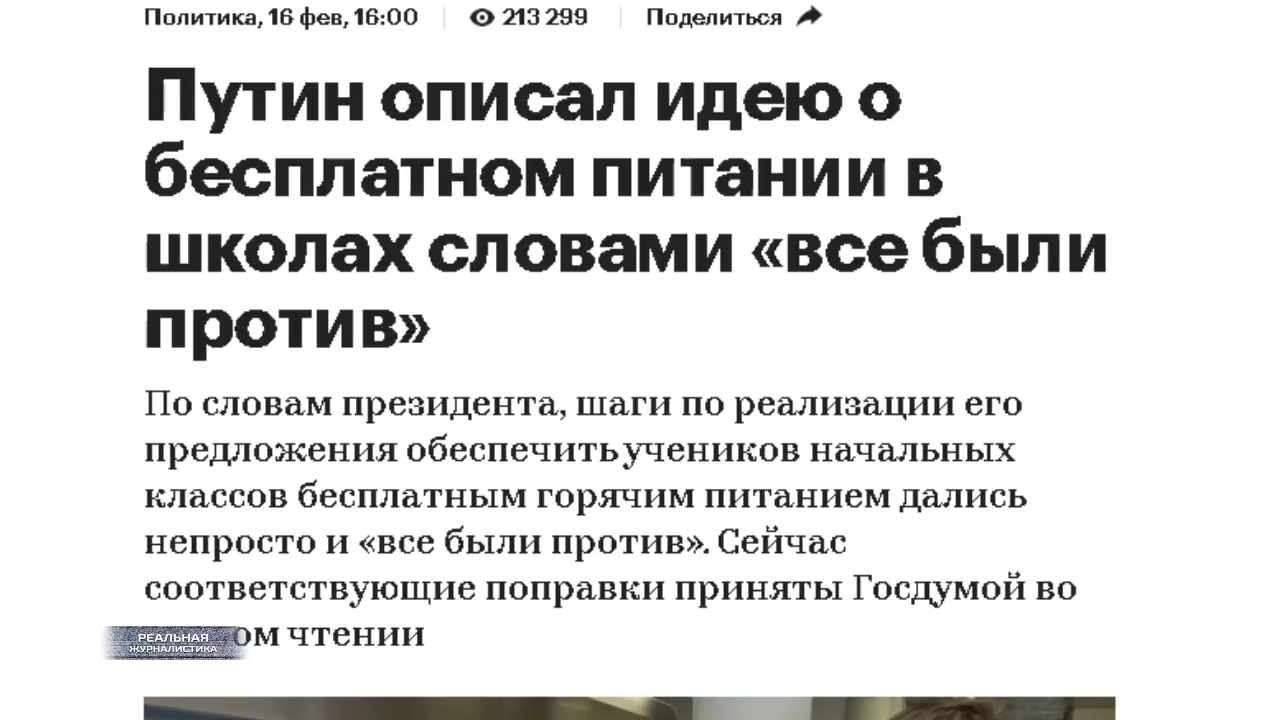 Политика, 16 фев, 16:00 213 299 Поделиться
Путин описал идею о
бесплатном питании в
школах словами «все были
против»
По словам президента, шаги по реализации его
предложения обеспечить учеников начальных
классов бесплатным горячим питанием дались
непросто и «все были против». Сейчас
соответствующие поправки приняты Госдумой во
ом чтении
РЕАЛЬНАЯ
ЖУРНАЛИСТИКА